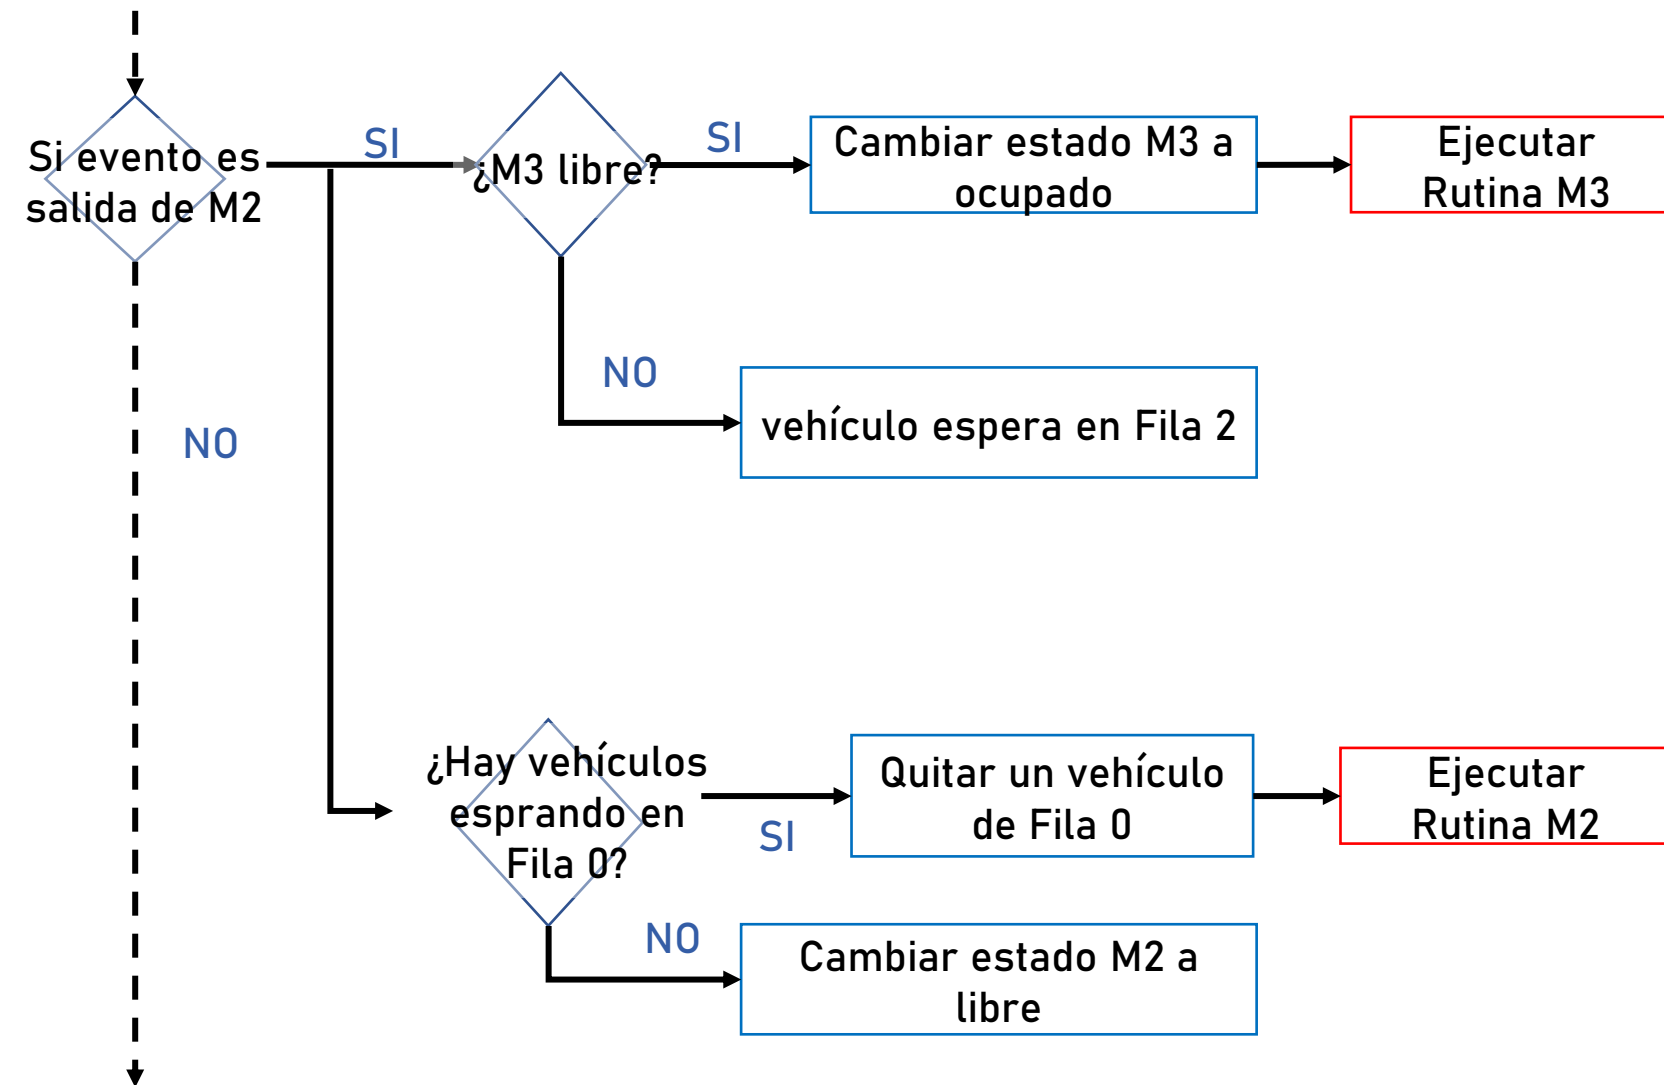 Si evento es
salida de M2
SI
¿M3 libre?
SI
Cambiar estado M3 a
ocupado
Ejecutar
Rutina M3
NO
vehículo espera en Fila 2
NO
¿Hay vehículos
esprando en
Fila 0?
SI
Quitar un vehículo
de Fila 0
Ejecutar
Rutina M2
NO
Cambiar estado M2 a
libre